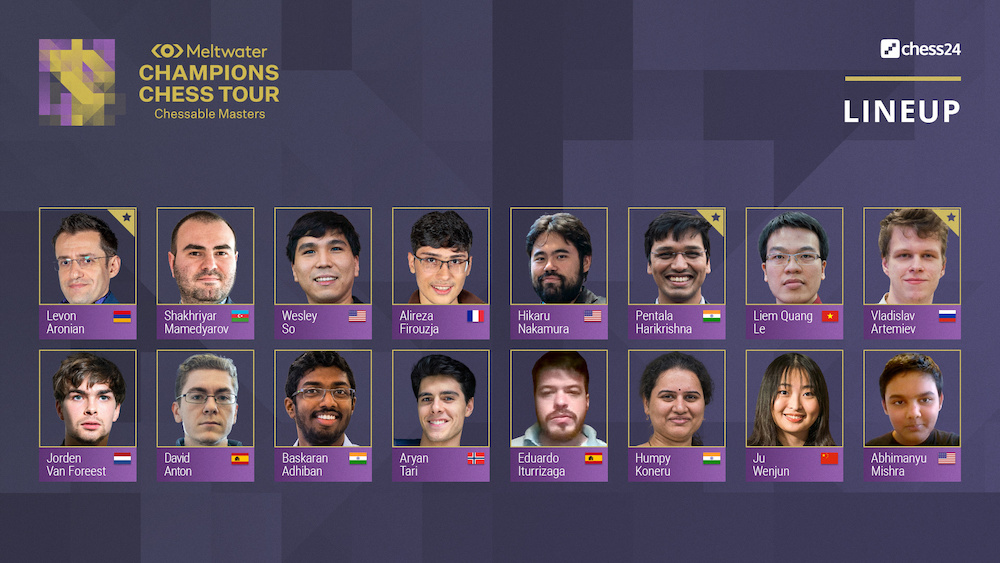 Meltwater
CHAMPIONS
CHESS TOUR
Chessable Masters
chess24
LINEUP
Levon
Aronian
Shakhriyar
Mamedyarov
Wesley
So
Alireza
Firouzja
Hikaru
Nakamura
Pentala
Harikrishna
Liem Quang
Le
Vladislav
Artemiev
Jorden
Van Foreest
David
Anton
Baskaran
Adhiban
Aryan
Tari
Eduardo
Iturrizaga
Humpy
Koneru
Ju
Wenjun
Abhimanyu
Mishra